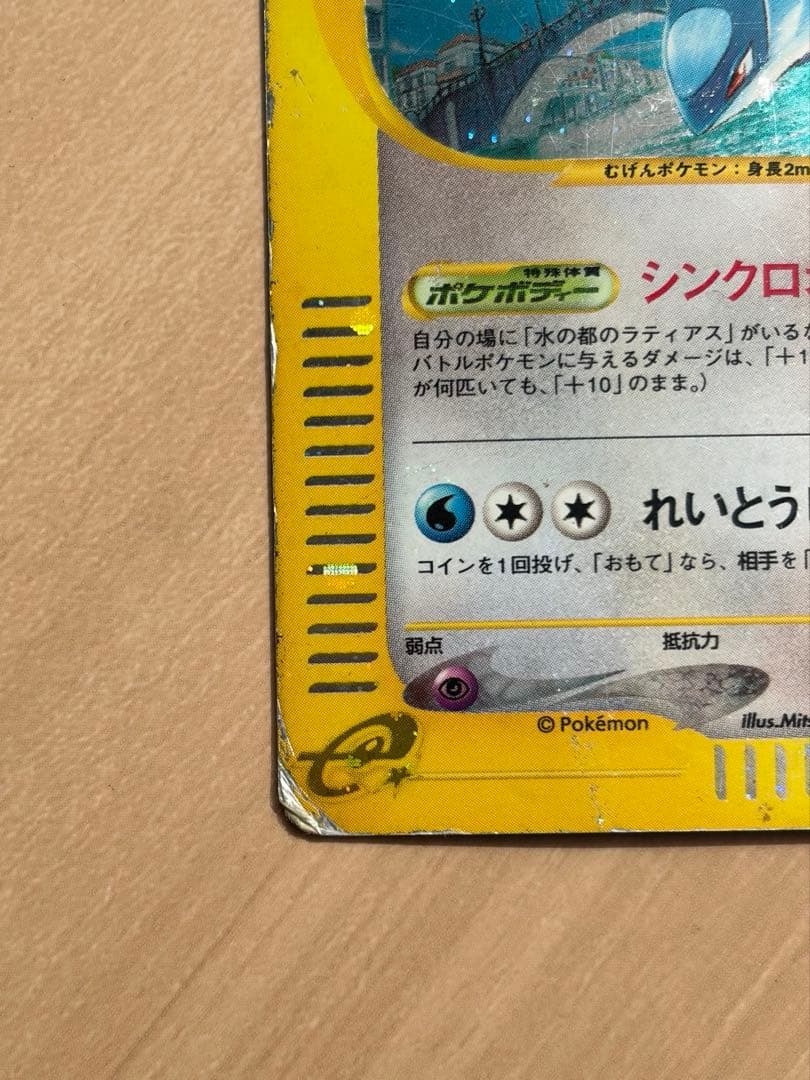 むげんポケモン：身長2m
特殊体質
ポケボディー シンクロ
自分の場に「水の都のラティアス」がいるな
バトルポケモンに与えるダメージは、「＋1
が何匹いても、「＋10」のまま。）
れいとう
コインを1回投げ、「おもて」なら、相手を「
弱点 抵抗力
© Pokémon illus.Mits
e